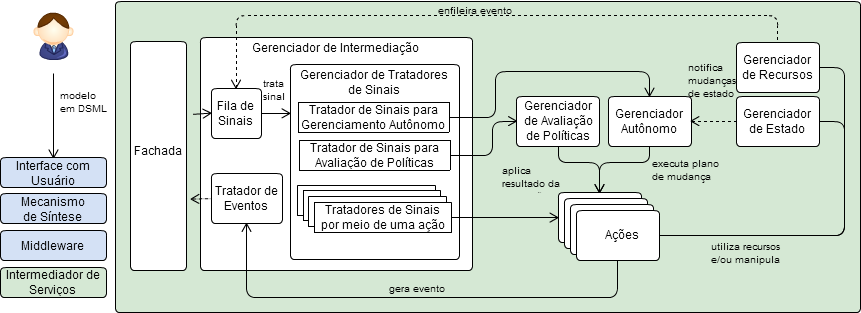 enfileira evento
modelo
em DSML
Interface com
Usuário
Mecanismo
de Síntese
Middleware
Intermediador de
Serviços
Fachada
Gerenciador de Intermediação
Fila de
Sinais
trata
sinal
Tratador de
Eventos
Gerenciador de Tratadores
de Sinais
Tratador de Sinais para
Gerenciamento Autônomo
Tratador de Sinais para
Avaliação de Políticas
Tratadores de Sinais
por meio de uma ação
Gerenciador
de Avaliação
de Políticas
Gerenciador
Autônomo
notifica
mudanças
de estado
Gerenciador
de Recursos
Gerenciador
de Estado
aplica
resultado da
executa plano
de mudança
Ações
utiliza recursos
e/ou manipula
gera evento